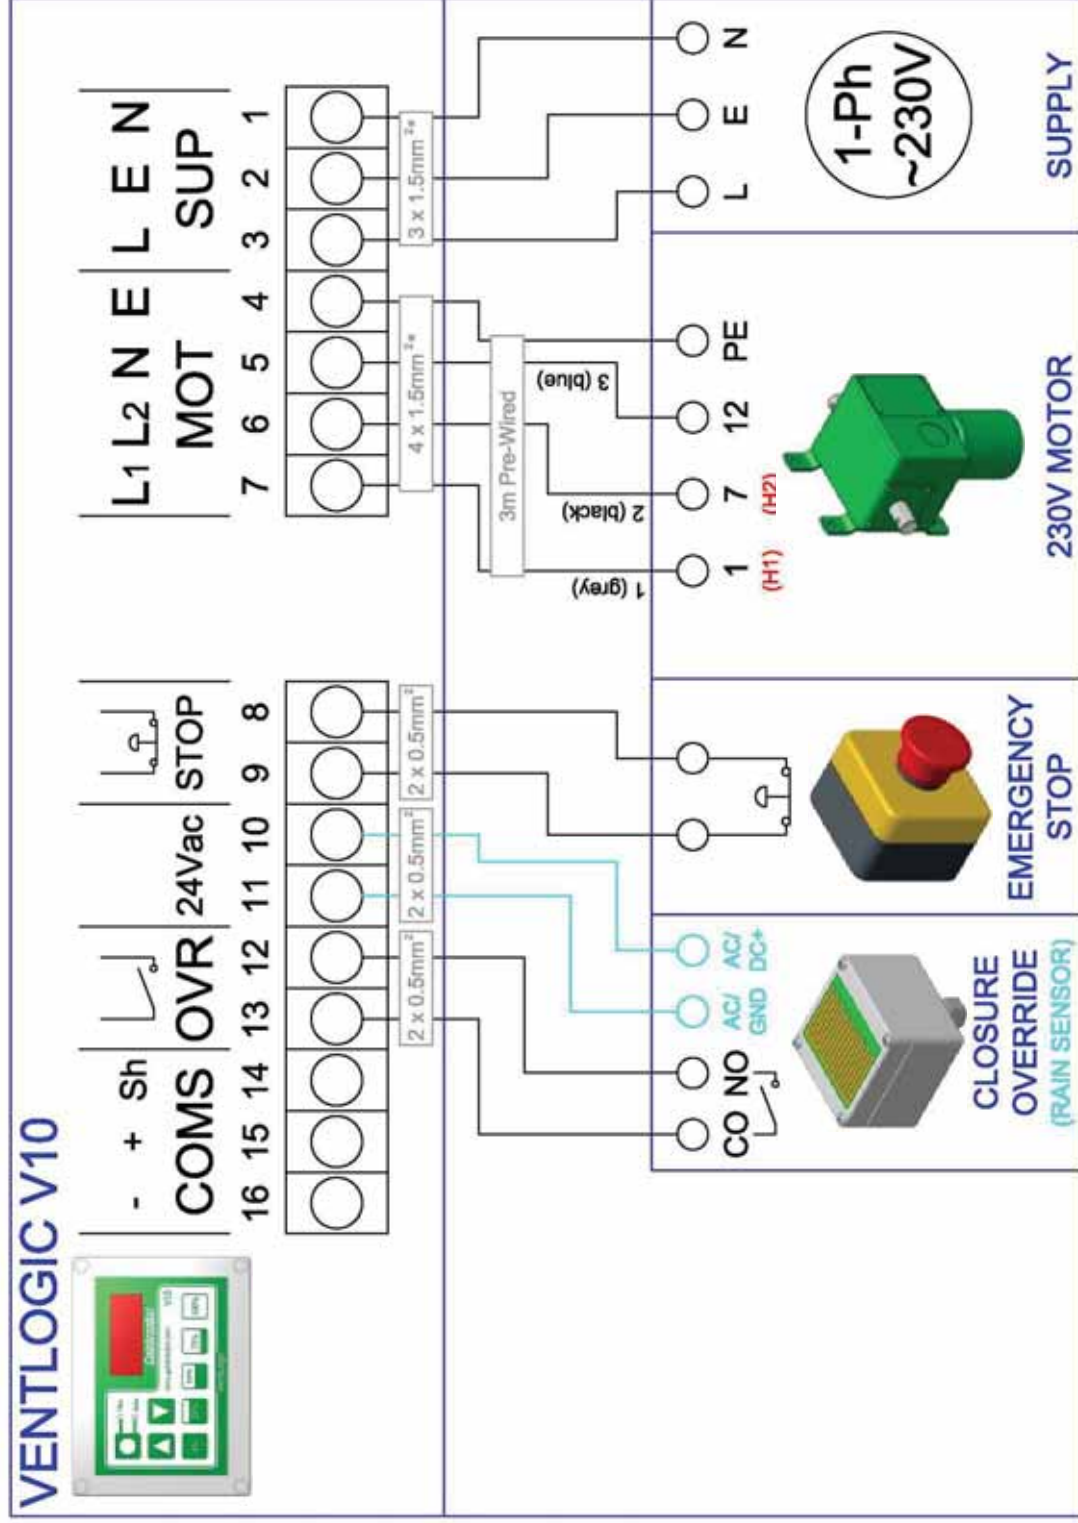 VENTLOGIC V10
- + Sh
COMS OVR 24Vac STOP
16 15 14 13 12 11 10 9 8
L1 L2 N E L E N
MOT SUP
7 6 5 4 3 2 1
2 x 0.5mm²
2 x 0.5mm²
2 x 0.5mm²
4 x 1.5mm²*
3 x 1.5mm²*
3m Pre-Wired
1 (grey)
2 (black)
3 (blue)
CO NO
AC/
GND
AC/
DC+
1
(H1)
7
(H2)
12
PE
L
E
N
1-Ph
~230V
CLOSURE
OVERRIDE
(RAIN SENSOR)
EMERGENCY
STOP
230V MOTOR
SUPPLY